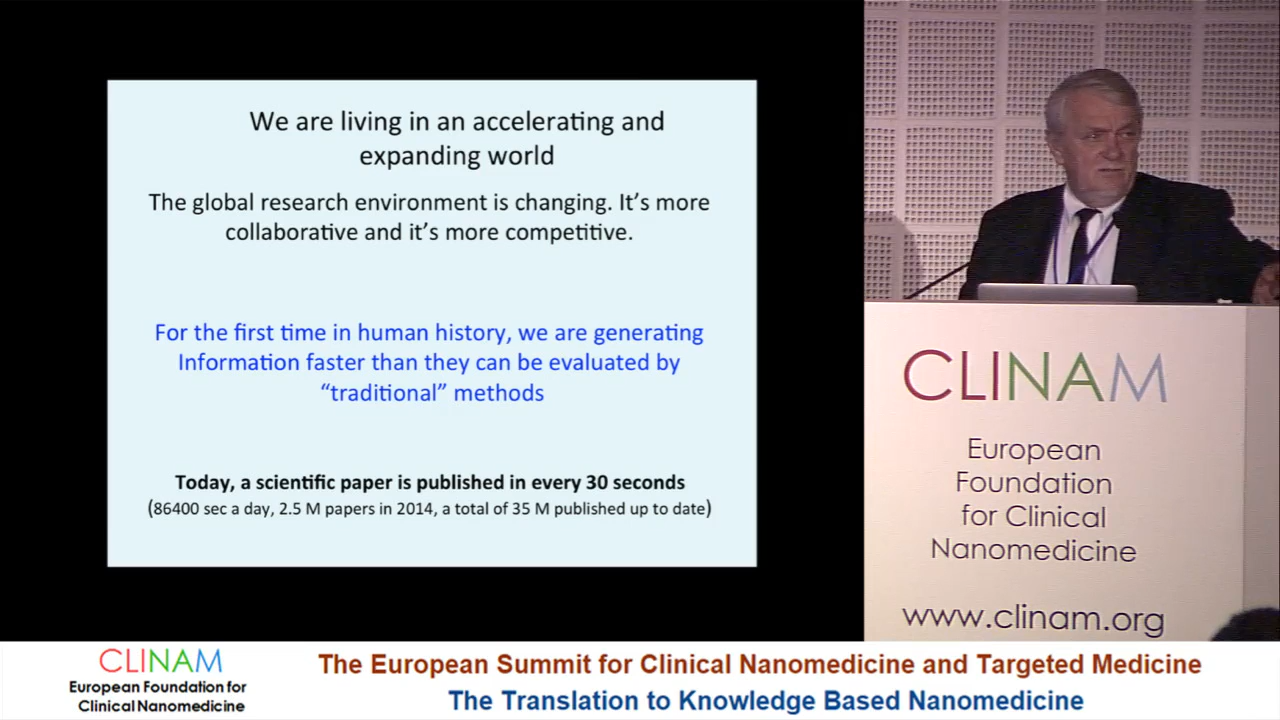 We are living in an accelerating and
expanding world
The global research environment is changing. It’s more
collaborative and it’s more competitive.
For the first time in human history, we are generating
Information faster than they can be evaluated by
“traditional” methods
Today, a scientific paper is published in every 30 seconds
(86400 sec a day, 2.5 M papers in 2014, a total of 35 M published up to date)
CLINAM
European
Foundation
for Clinical
Nanomedicine
www.clinam.org
CLINAM
European Foundation for
Clinical Nanomedicine
The European Summit for Clinical Nanomedicine and Targeted Medicine
The Translation to Knowledge Based Nanomedicine